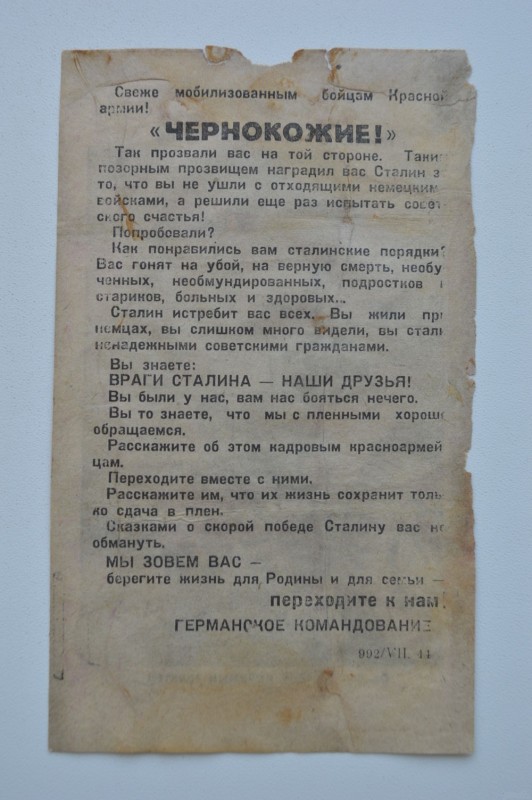 Свеже мобилизованным бойцам Красной
армии!
«ЧЕРНОКОЖИЕ!»
Так прозвали вас на той стороне. Таки
позорным прозвищем наградил вас Сталин з
то, что вы не ушли с отходящими немецким
войсками, а решили еще раз испытать совет-
ского счастья!
Попробовали?
Как понравились вам сталинские порядки?
Вас гонят на убой, на верную смерть, необу
ченных, необмундированных, подростков и
стариков, больных и здоровых...
Сталин истребит вас всех. Вы жили при
немцах, вы слишком много видели, вы стали
ненадежными советскими гражданами.
Вы знаете:
ВРАГИ СТАЛИНА — НАШИ ДРУЗЬЯ!
Вы были у нас, вам нас бояться нечего.
Вы то знаете, что мы с пленными хорошо
обращаемся.
Расскажите об этом кадровым красноармей
цам.
Переходите вместе с ними.
Расскажите им, что их жизнь сохранит толь
ко сдача в плен.
Сказками о скорой победе Сталину вас не
обмануть.
МЫ ЗОВЕМ ВАС —
берегите жизнь для Родины и для семьи —
переходите к нам!
ГЕРМАНСКОЕ КОМАНДОВАНИЕ
992/VII. 44